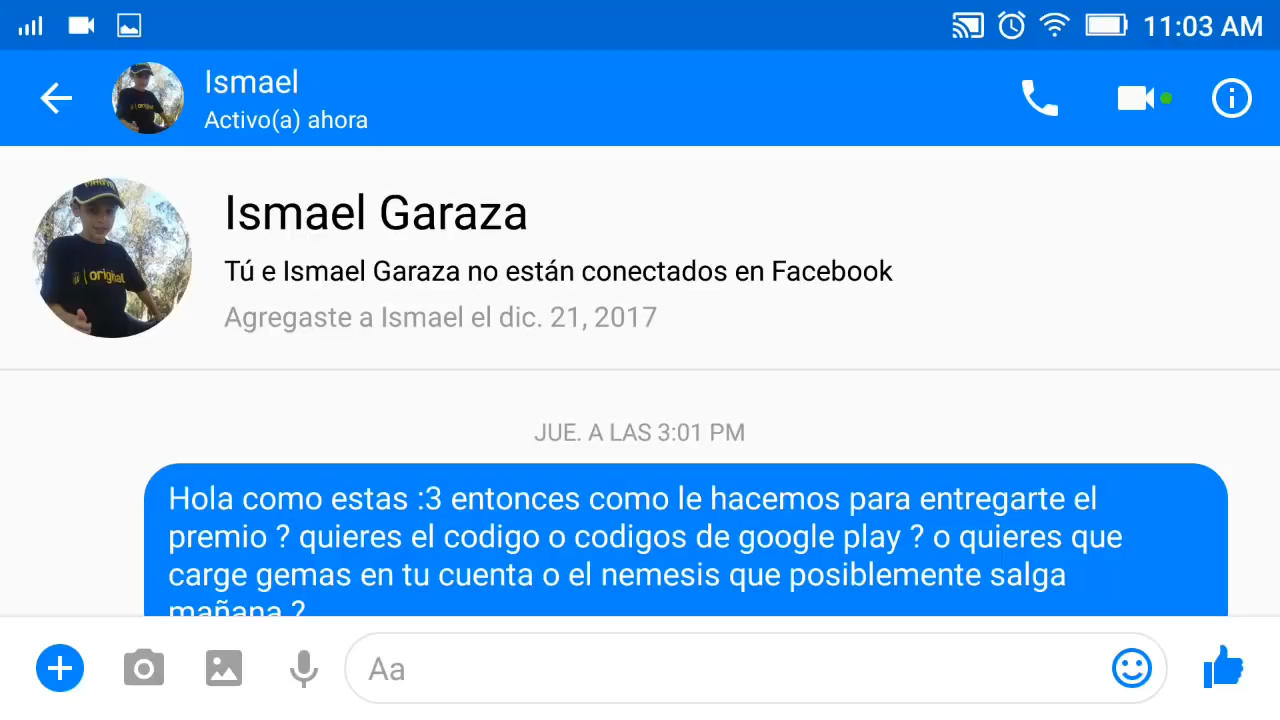 11:03 AM
Ismael
Activo(a) ahora
Ismael Garaza
original
Tú e Ismael Garaza no están conectados en Facebook
Agregaste a Ismael el dic. 21, 2017
JUE. A LAS 3:01 PM
Hola como estas :3 entonces como le hacemos para entregarte el
premio ? quieres el codigo o codigos de google play ? o quieres que
carge gemas en tu cuenta o el nemesis que posiblemente salga
mañana ?
Aa